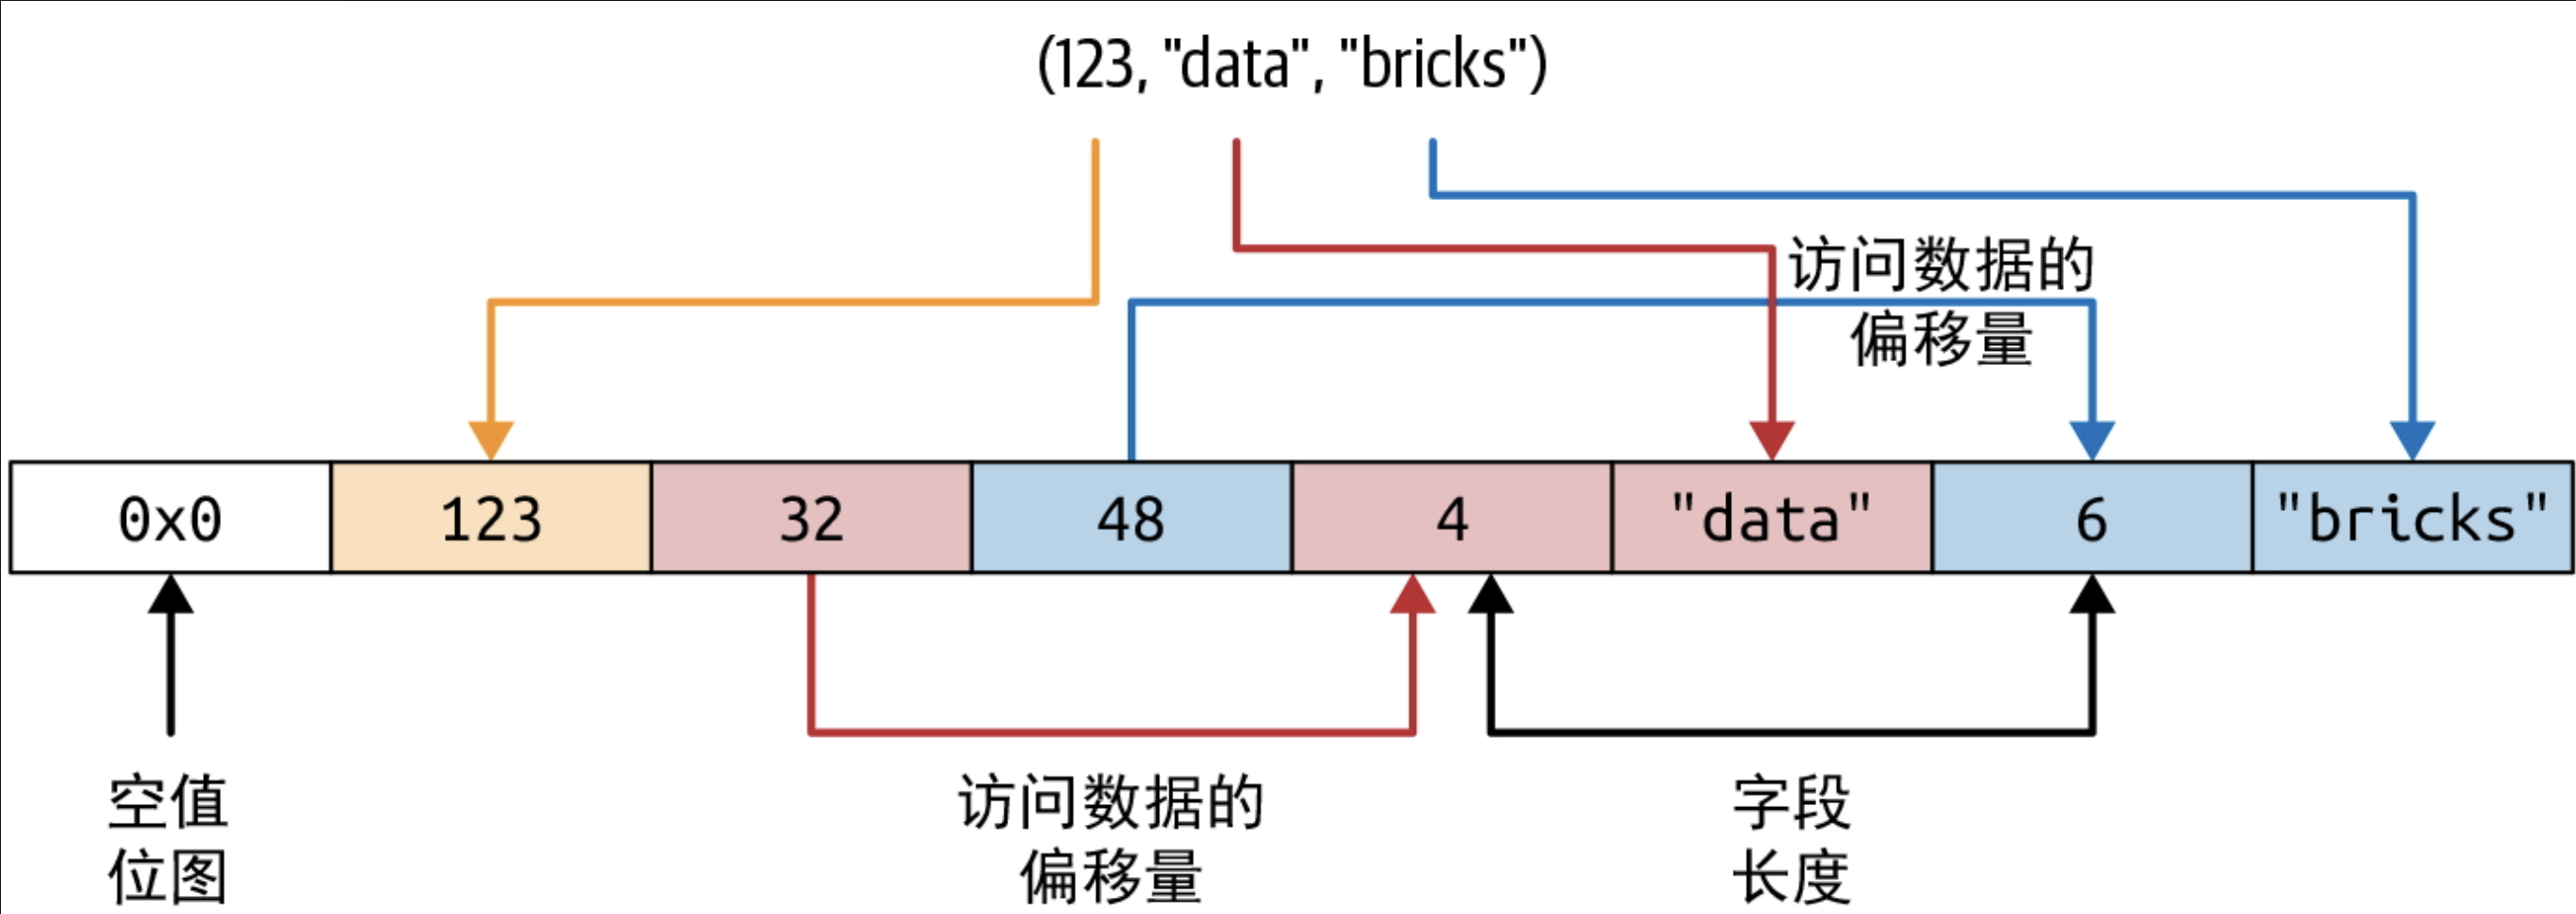 (123, "data", "bricks")
访问数据的
偏移量
0x0 123 32 48 4 "data" 6 "bricks"
空值
位图
访问数据的
偏移量
字段
长度